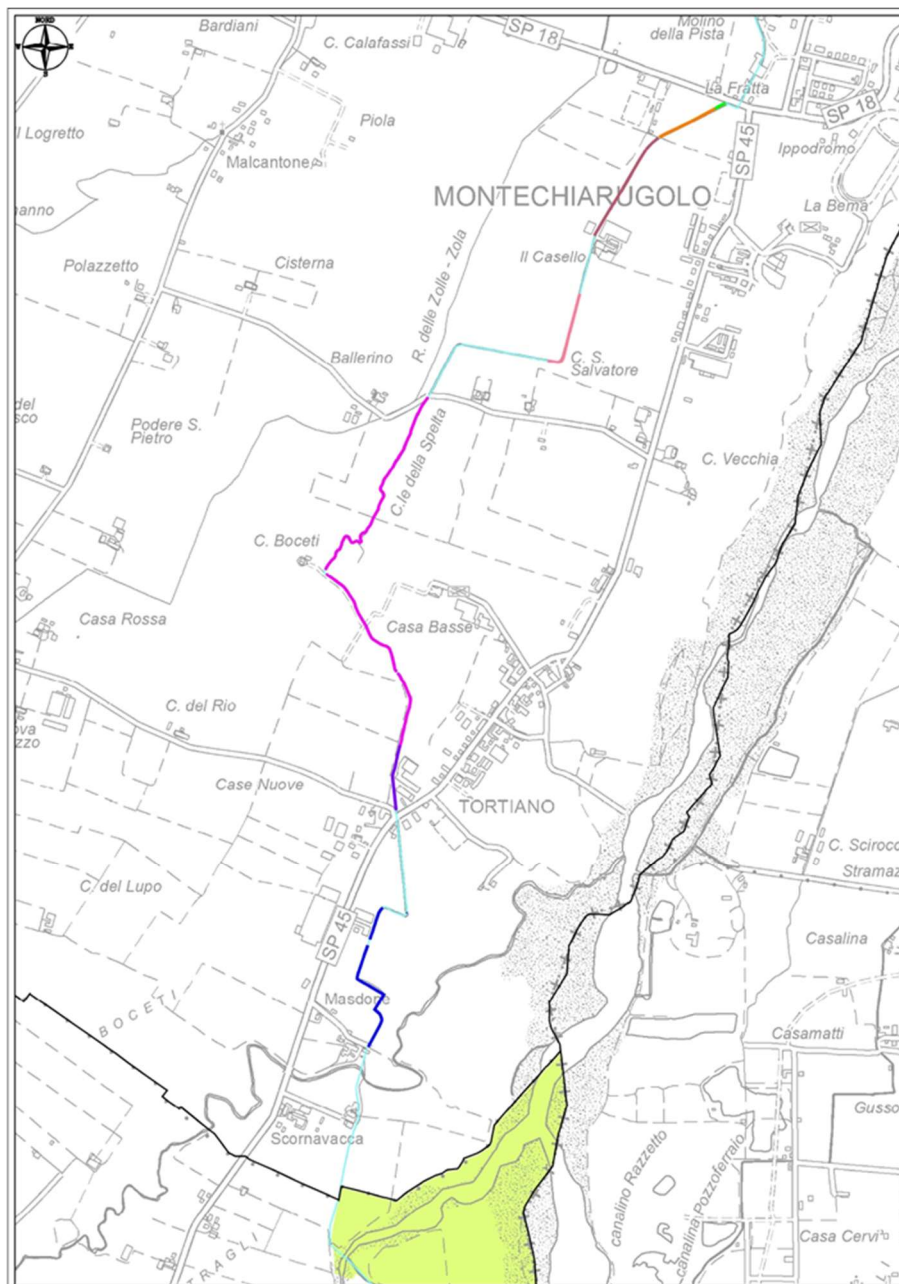 NORD
W
E
S
Bardiani
C. Calafassi
SP 18
Molino
della Pista
La Fratta
SP 18
Il Logretto
Piola
Malcantone
SP 45
Ippodromo
MONTECHIARUGOLO
La Bema
Polazzetto
Cisterna
Il Casello
R. delle Zolle - Zola
Ballerino
C. S.
Salvatore
del
sco
Podere S.
Pietro
C.le della Spelta
C. Vecchia
C. Boceti
Casa Rossa
Casa Basse
C. del Rio
ova
zzo
Case Nuove
TORTIANO
C. del Lupo
C. Scirocc
Stramaz
SP 45
Casalina
BOCETI
Masdone
Casamatti
Gusso
Scornavacca
canalino Razzetto
canalina Pozzoferrato
Casa Cervi
TRAGLI